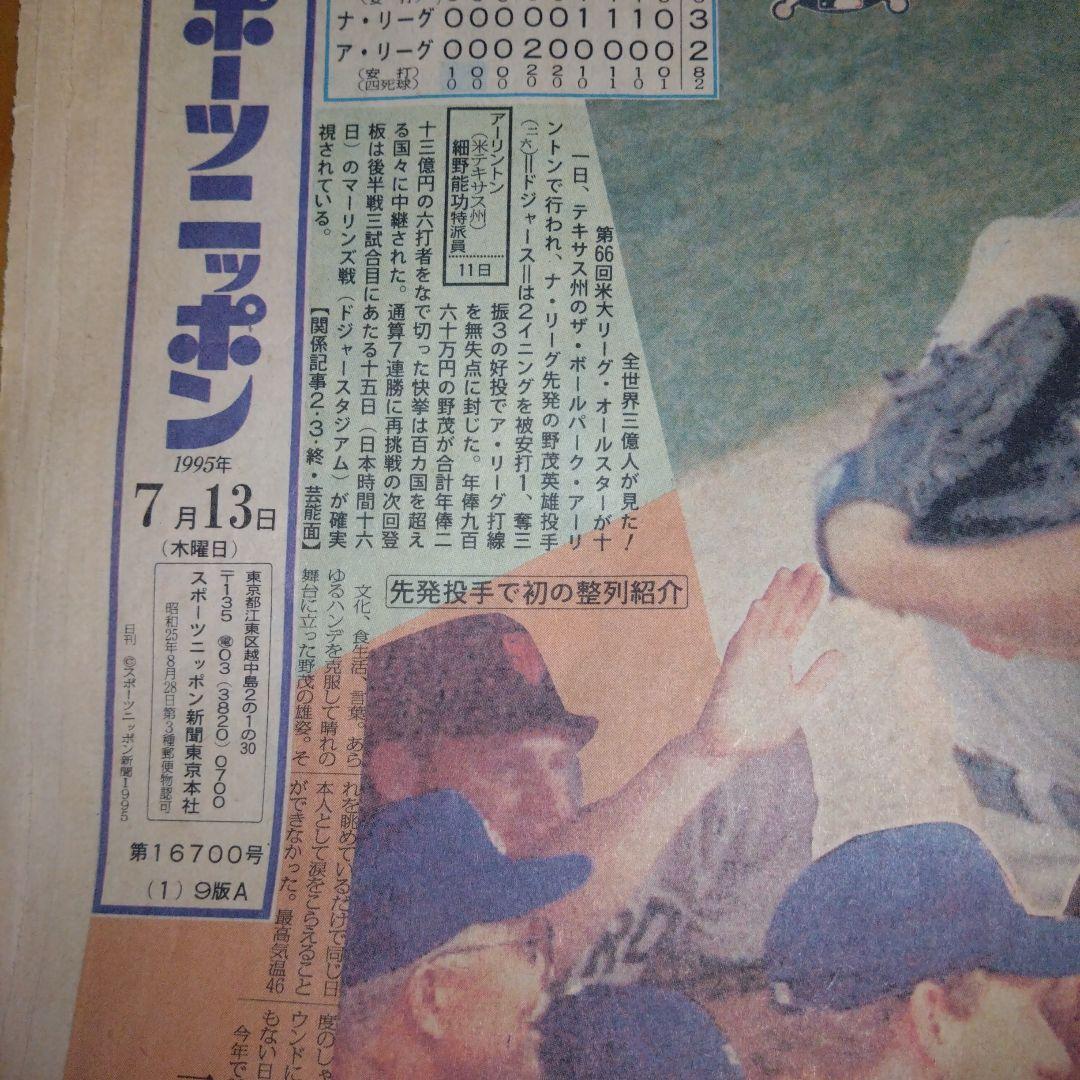 ポーツニッポン
1995年
7月13日
(木曜日)
東京都江東区越中島2の1の30
〒135 電03(3820)0700
スポーツニッポン新聞東京本社
昭和25年8月28日第3種郵便物認可
日刊 ©スポーツニッポン新聞1995
第16700号
(1) 9版A
ナ・リーグ 000001110 3
ア・リーグ 000200000 2
(安打)
(四死球)
全世界三億人が見た!
第66回米大リーグ・オールスターが十
一日、テキサス州のザ・ボールパーク・アーリ
ントンで行われ、ナ・リーグ先発の野茂英雄投手
(二六)=ドジャース=は2イニングを被安打1、奪三
振3の好投でア・リーグ打線
を無失点に封じた。年俸九百
六十万円の野茂が合計年俸二
十三億円の六打者をな
で切った快挙は百カ国を超え
る国々に中継された。
通算7連勝に再挑戦の次回登
板は後半戦三試合目に
あたる十五日(日本時間十六
日)のマーリンズ戦
(ドジャースタジアム)が確実
視されている。
【関係記事2・3・終・芸能面】
アーリントン
(米テキサス州)
細野能功特派員
11日
先発投手で初の整列紹介
文化、食生活、言葉。あら
ゆるハンデを克服して晴れの
舞台に立った野茂の雄姿。そ
れを眺めているだけで同じ日
本人として涙をこらえること
ができなかった。最高気温46
度のしゃ
ウンドに
もない日
今年で